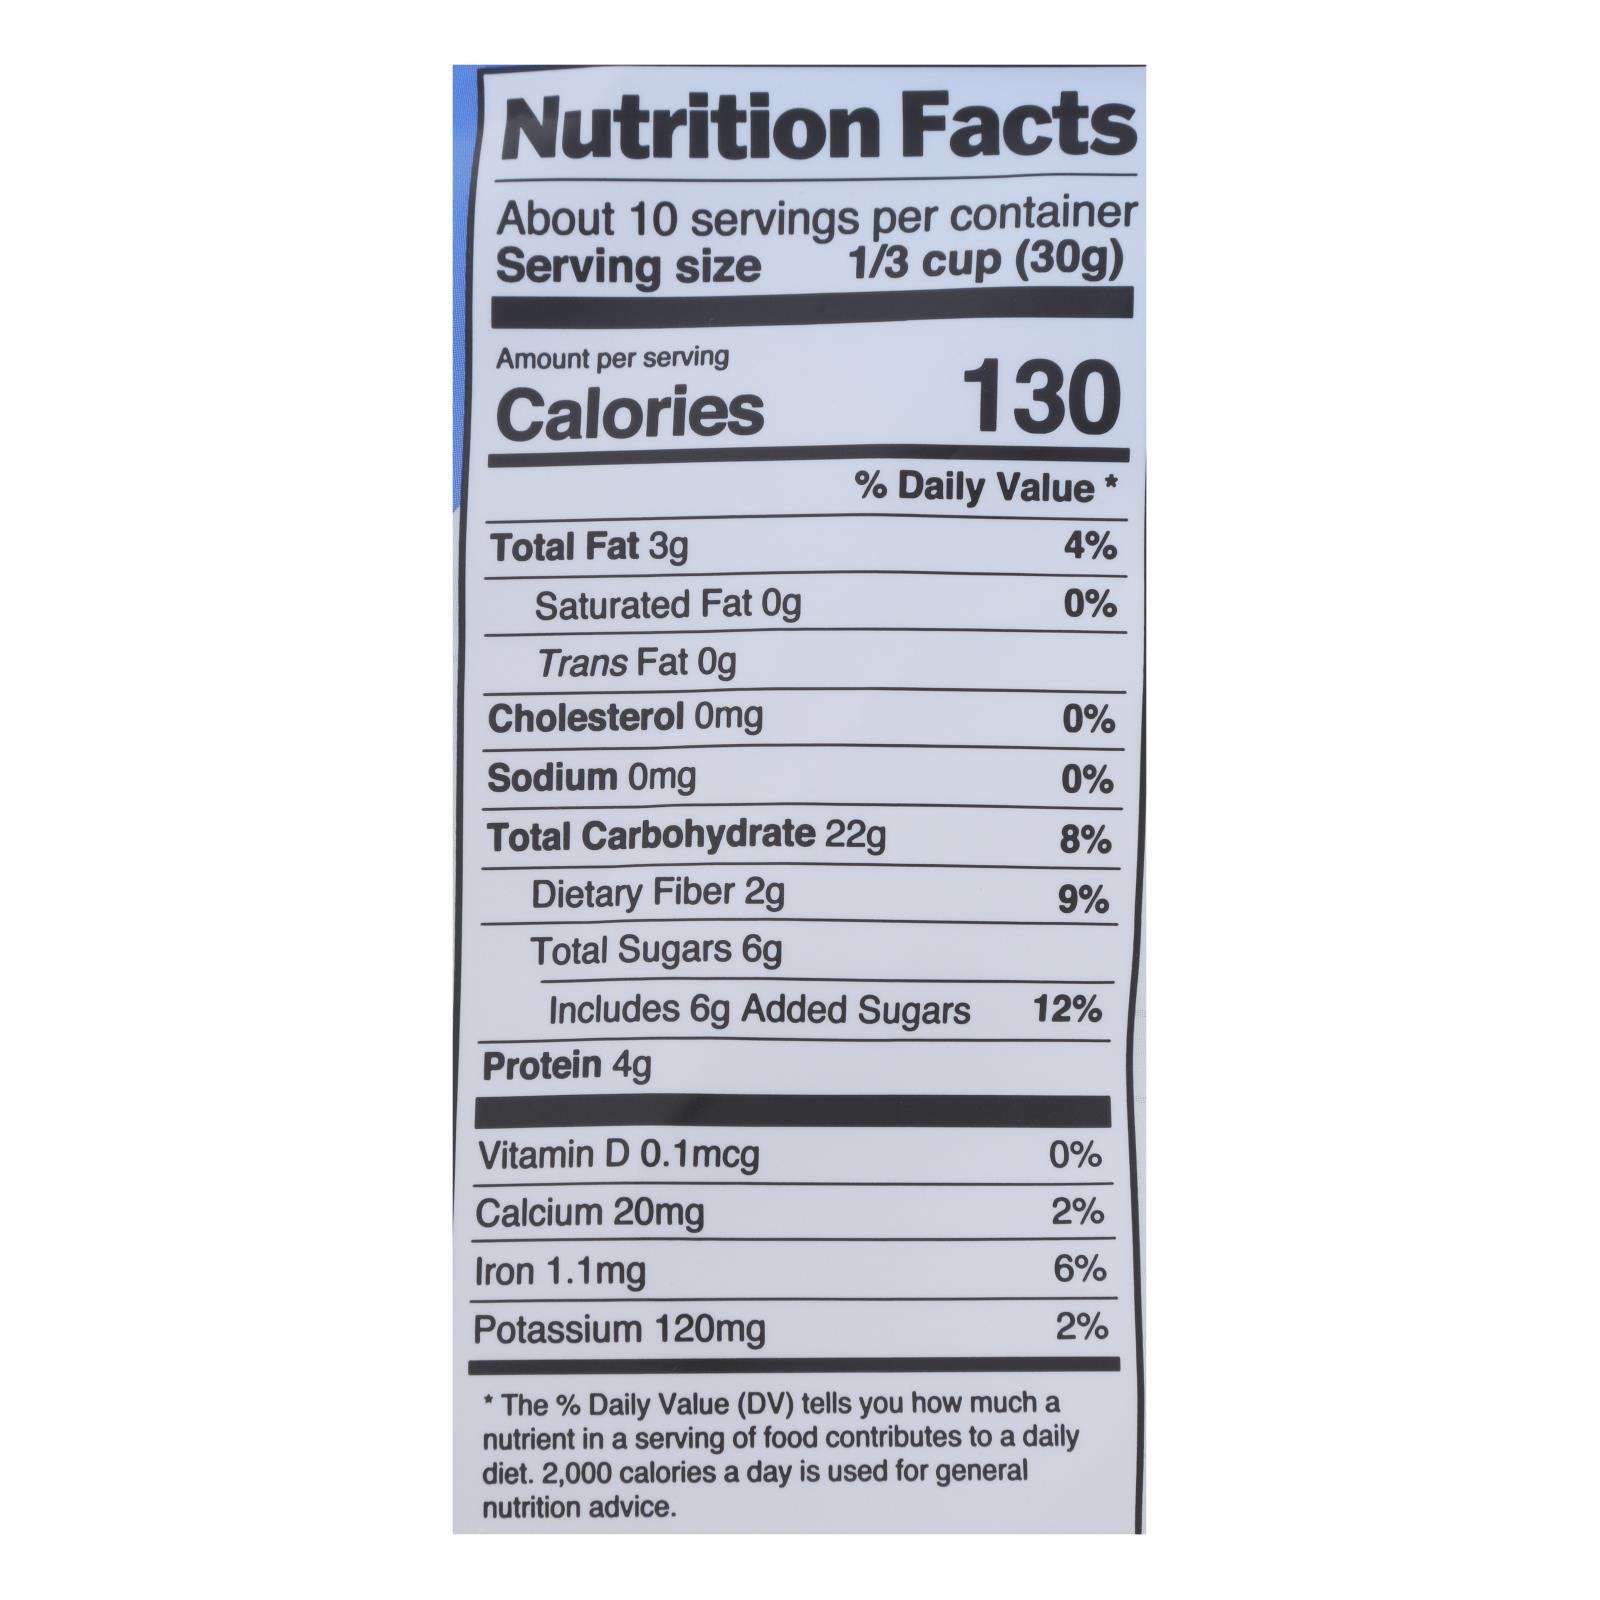 Nutrition Facts
About 10 servings per container
Serving size 1/3 cup (30g)
Amount per serving
Calories 130
% Daily Value *
Total Fat 3g 4%
Saturated Fat 0g 0%
Trans Fat 0g
Cholesterol 0mg 0%
Sodium 0mg 0%
Total Carbohydrate 22g 8%
Dietary Fiber 2g 9%
Total Sugars 6g
Includes 6g Added Sugars 12%
Protein 4g
Vitamin D 0.1mcg 0%
Calcium 20mg 2%
Iron 1.1mg 6%
Potassium 120mg 2%
* The % Daily Value (DV) tells you how much a
nutrient in a serving of food contributes to a daily
diet. 2,000 calories a day is used for general
nutrition advice.